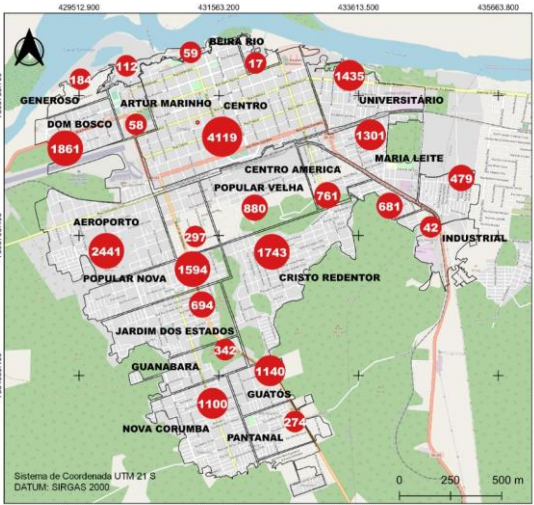 429512.900 431563.200 433613.500 435663.800
BEIRA RIO
59
17
112
184
1435
GENEROSO
ARTUR MARINHO
CENTRO
UNIVERSITÁRIO
DOM BOSCO
58
4119
1301
1861
MARIA LEITE
CENTRO AMERICA
479
POPULAR VELHA
761
880
681
AEROPORTO
42
297
INDUSTRIAL
2441
1743
1594
POPULAR NOVA
CRISTO REDENTOR
694
JARDIM DOS ESTADOS
342
GUANABARA
1140
GUATÓS
1100
274
NOVA CORUMBA
PANTANAL
Sistema de Coordenada UTM 21 S
DATUM: SIRGAS 2000
0 250 500 m